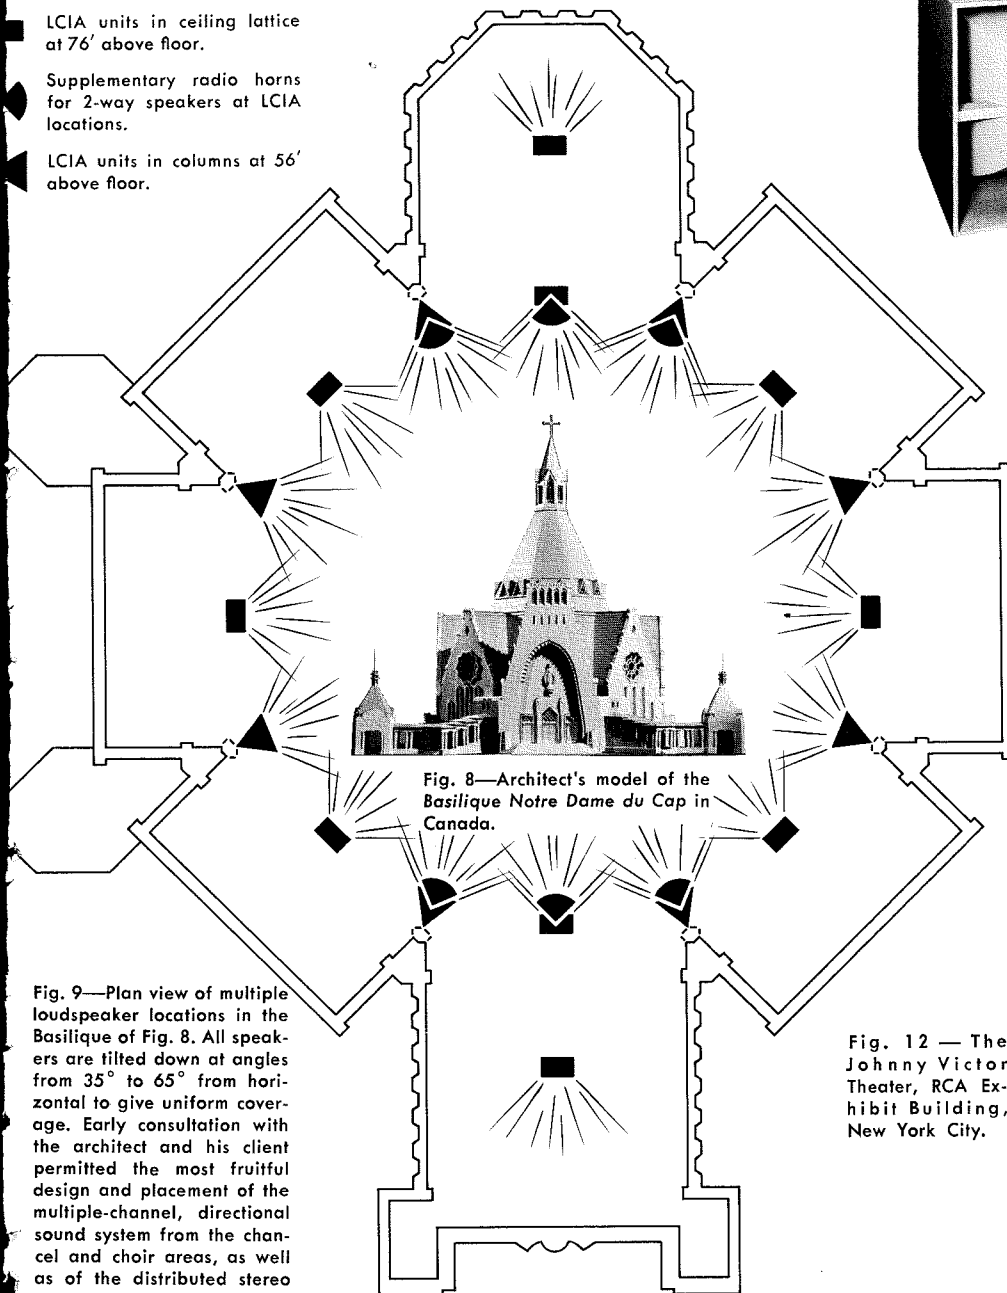 LCIA units in ceiling lattice
at 76′ above floor.
Supplementary radio horns
for 2-way speakers at LCIA
locations.
LCIA units in columns at 56′
above floor.
Fig. 8—Architect's model of the
Basilique Notre Dame du Cap in
Canada.
Fig. 9—Plan view of multiple
loudspeaker locations in the
Basilique of Fig. 8. All speak-
ers are tilted down at angles
from 35° to 65° from hori-
zontal to give uniform cover-
age. Early consultation with
the architect and his client
permitted the most fruitful
design and placement of the
multiple-channel, directional
sound system from the chan-
cel and choir areas, as well
as of the distributed stereo
Fig. 12 — The
Johnny Victor
Theater, RCA Ex-
hibit Building,
New York City.